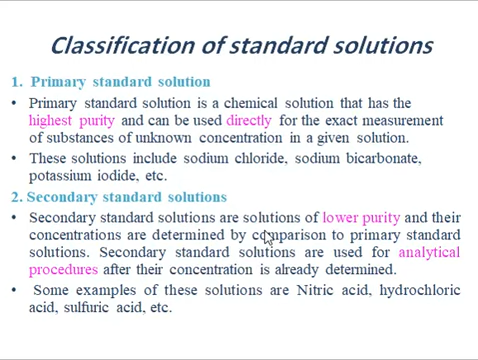 Classification of standard solutions
1. Primary standard solution
• Primary standard solution is a chemical solution that has the
highest purity and can be used directly for the exact measurement
of substances of unknown concentration in a given solution.
• These solutions include sodium chloride, sodium bicarbonate,
potassium iodide, etc.
2. Secondary standard solutions
• Secondary standard solutions are solutions of lower purity and their
concentrations are determined by comparison to primary standard
solutions. Secondary standard solutions are used for analytical
procedures after their concentration is already determined.
• Some examples of these solutions are Nitric acid, hydrochloric
acid, sulfuric acid, etc.